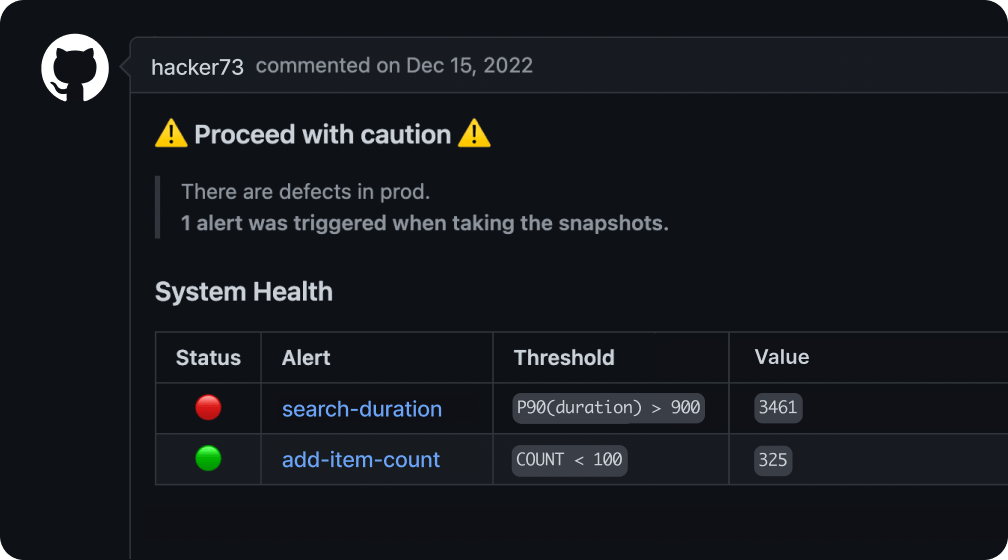 hacker73 commented on Dec 15, 2022
⚠️ Proceed with caution ⚠️
There are defects in prod.
1 alert was triggered when taking the snapshots.
System Health
Status Alert Threshold Value
🔴 search-duration P90(duration) > 900 3461
🟢 add-item-count COUNT < 100 325